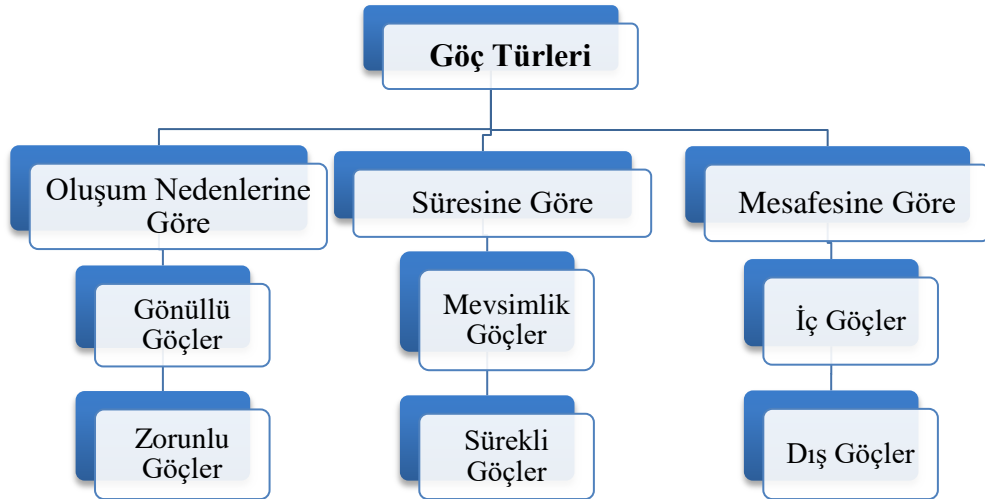 Göç Türleri
Oluşum Nedenlerine
Göre
Süresine Göre
Mesafesine Göre
Gönüllü
Göçler
Mevsimlik
Göçler
İç Göçler
Zorunlu
Göçler
Sürekli
Göçler
Dış Göçler